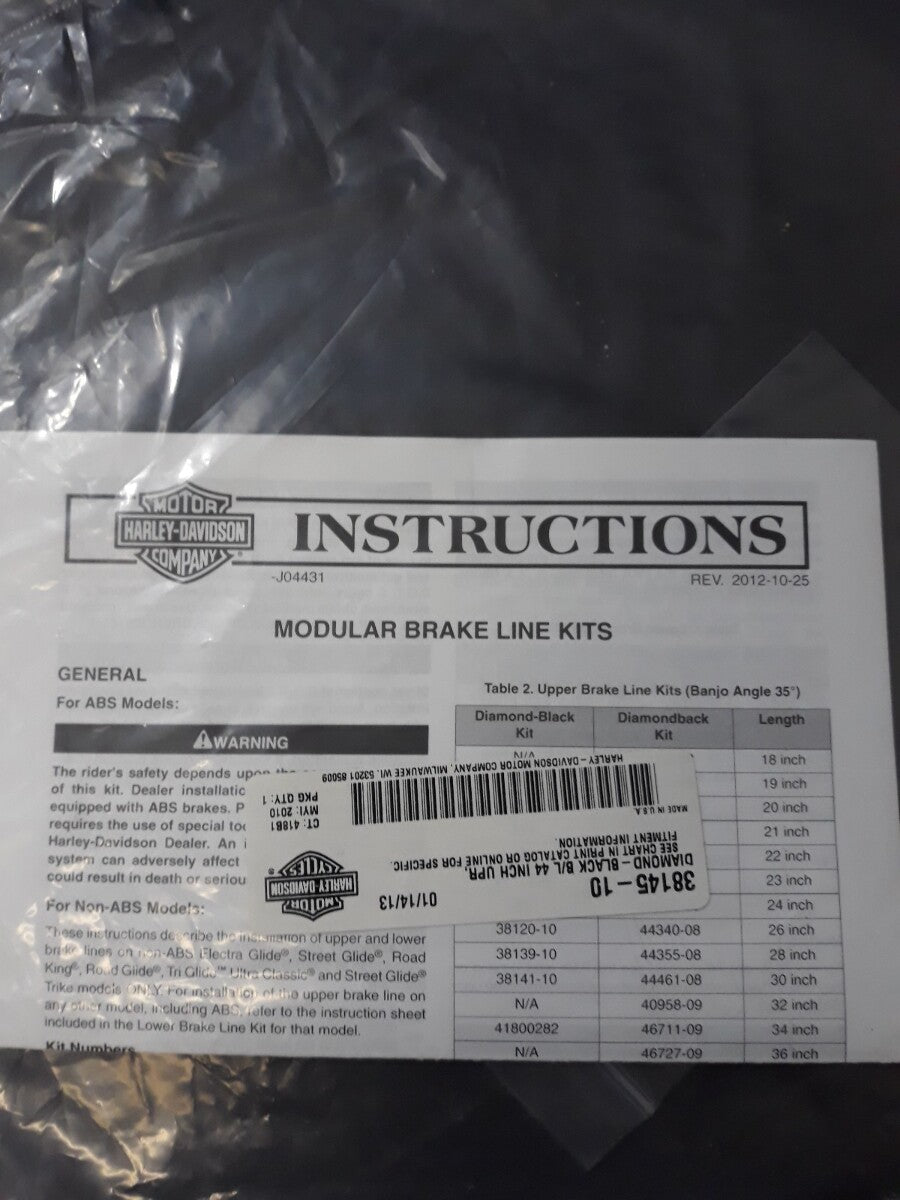 MOTOR
HARLEY-DAVIDSON
COMPANY
INSTRUCTIONS
-J04431
REV. 2012-10-25
MODULAR BRAKE LINE KITS
GENERAL
For ABS Models:
WARNING
The rider's safety depends upon the
of this kit. Dealer installatio
equipped with ABS brakes. P
requires the use of special too
Harley-Davidson Dealer. An i
system can adversely affect
could result in death or seriou
For Non-ABS Models:
These instructions describe the installation of upper and lower
brake lines on non-ABS Electra Glide®, Street Glide®, Road
King®, Road Glide®, Tri Glide™ Ultra Classic® and Street Glide®
Trike models ONLY. For installation of the upper brake line on
any other model, including ABS, refer to the instruction sheet
included in the Lower Brake Line Kit for that model.
Kit Numbers
Table 2. Upper Brake Line Kits (Banjo Angle 35°)
Diamond-Black Kit Diamondback Kit Length
N/A 18 inch
19 inch
20 inch
21 inch
22 inch
23 inch
24 inch
38120-10 44340-08 26 inch
38139-10 44355-08 28 inch
38141-10 44461-08 30 inch
N/A 40958-09 32 inch
41800282 46711-09 34 inch
N/A 46727-09 36 inch
38145-10
01/14/13
DIAMOND-BLACK B/L 44 INCH UPR,
SEE CHART IN PRINT CATALOG OR ONLINE FOR SPECIFIC
FITMENT INFORMATION.
MOTOR
HARLEY-DAVIDSON
CYCLES
®
MADE IN U.S.A.
CT: 418B1
MYI: 2010
PKG QTY: 1
HARLEY-DAVIDSON MOTOR COMPANY, MILWAUKEE WI. 53201 85009